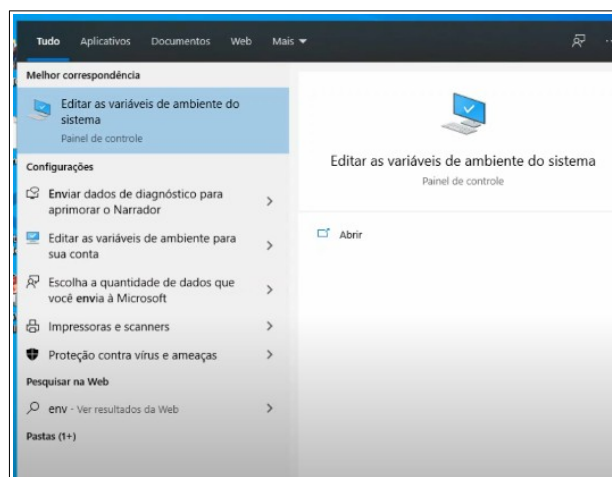 Tudo Aplicativos Documentos Web Mais
Melhor correspondência
Editar as variáveis de ambiente do
sistema
Painel de controle
Configurações
Enviar dados de diagnóstico para
aprimorar o Narrador
Editar as variáveis de ambiente para
sua conta
Escolha a quantidade de dados que
você envia à Microsoft
Impressoras e scanners
Proteção contra vírus e ameaças
Pesquisar na Web
env - Ver resultados da Web
Pastas (1+)
Editar as variáveis de ambiente do sistema
Painel de controle
Abrir